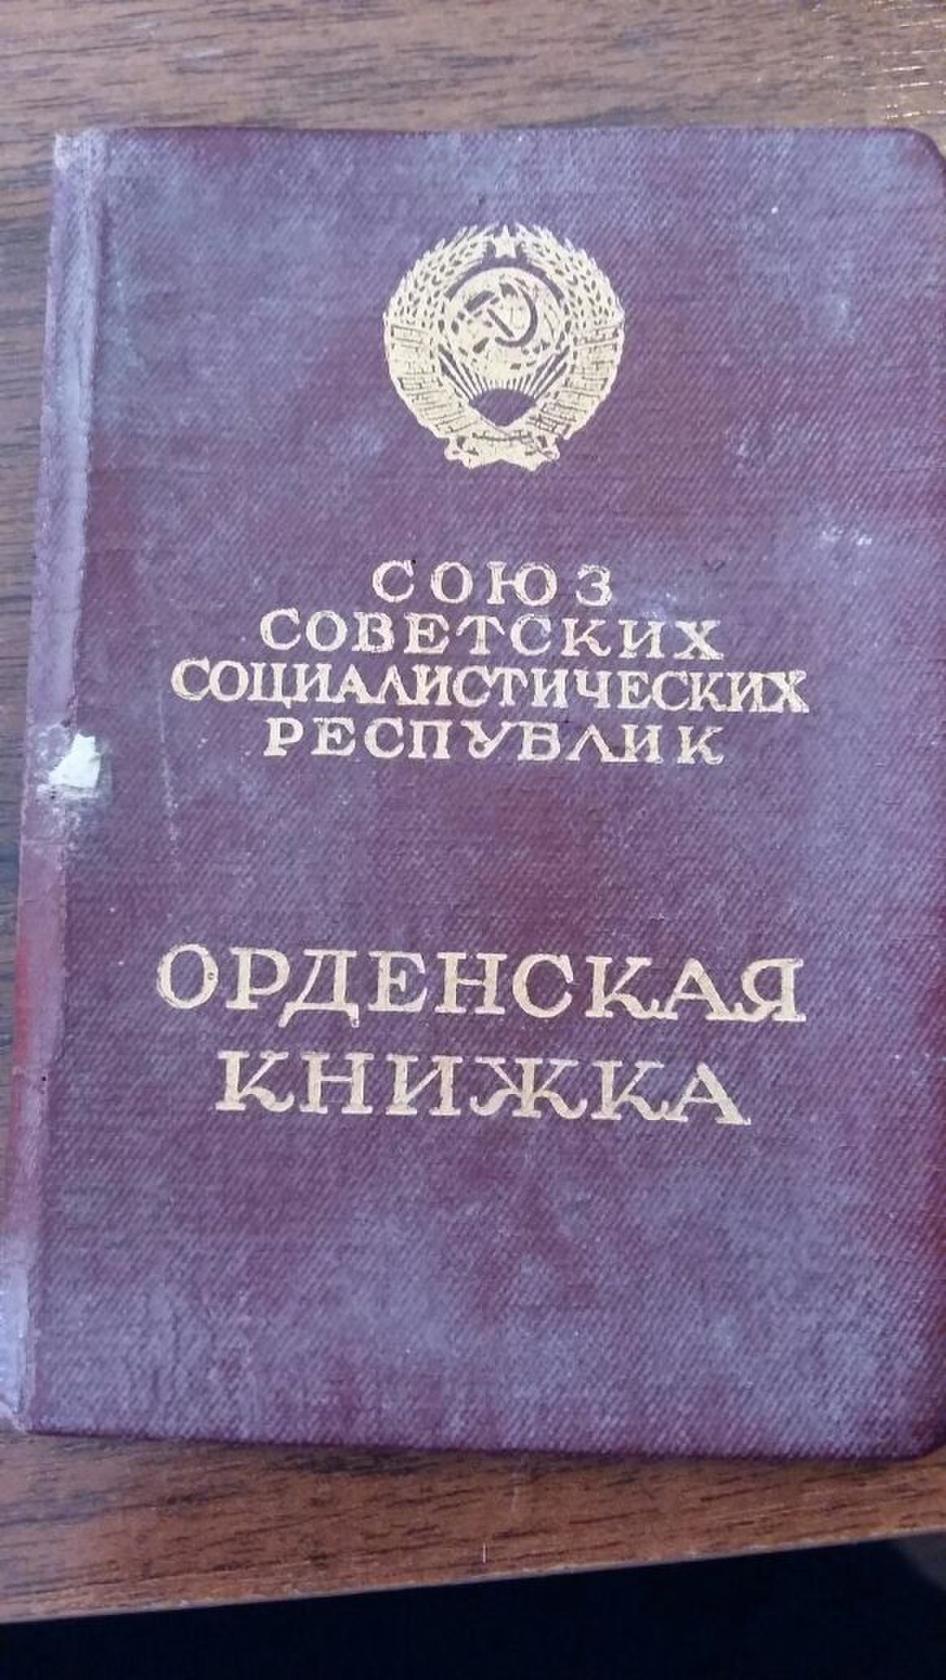 СОЮЗ
СОВЕТСКИХ
СОЦИАЛИСТИЧЕСКИХ
РЕСПУБЛИК
ОРДЕНСКАЯ
КНИЖКА